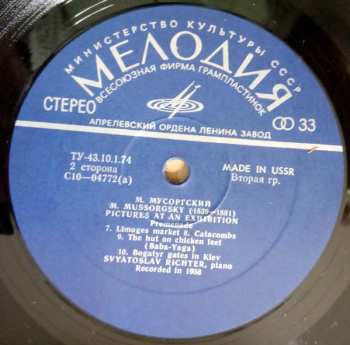 МИНИСТЕРСТВО КУЛЬТУРЫ СССР
МЕЛОДИЯ
ВСЕСОЮЗНАЯ ФИРМА ГРАМПЛАСТИНОК
СТЕРЕО
33
АПРЕЛЕВСКИЙ ОРДЕНА ЛЕНИНА ЗАВОД
ТУ-43.10.1.74
2 сторона
С10—04772(а)
MADE IN USSR
Вторая гр.
М. МУСОРГСКИЙ
M. MUSSORGSKY (1839—1881)
PICTURES AT AN EXHIBITION
Promenade
7. Limoges market 8. Catacombs
9. The hut on chicken feet
(Baba-Yaga)
10. Bogatyr gates in Kiev
SVYATOSLAV RICHTER, piano
Recorded in 1958